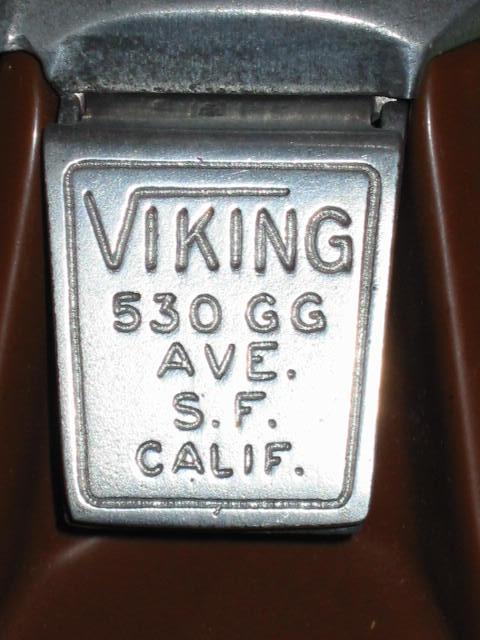 VIKING
530 GG
AVE.
S.F.
CALIF.